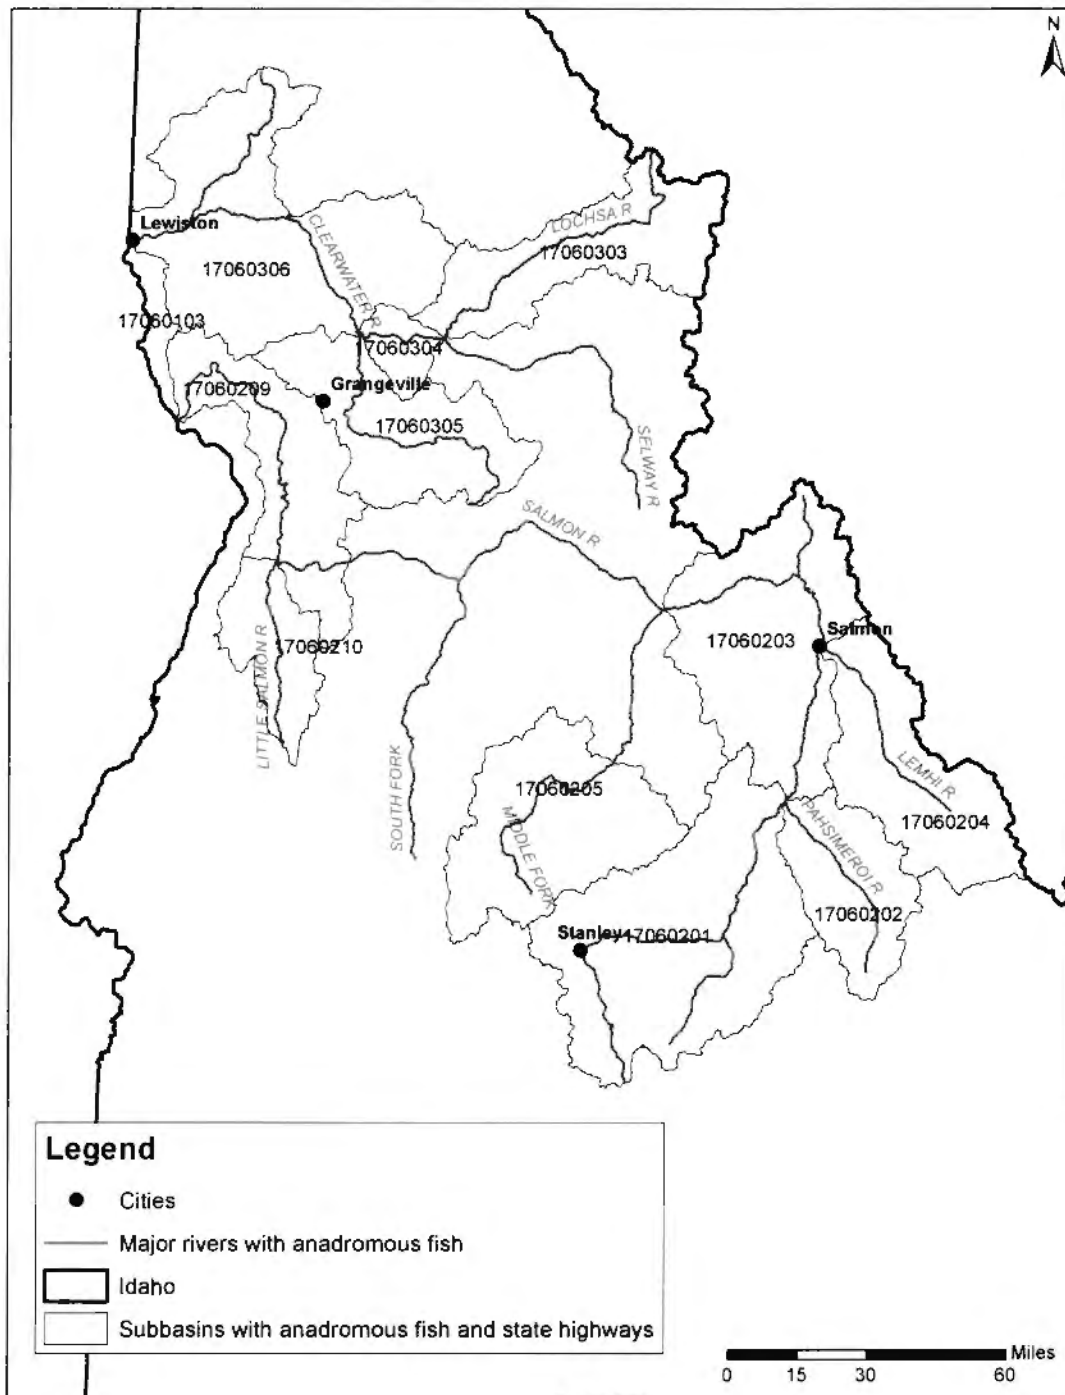 N
LOCHSA R
Lewiston
CLEARWATER R
17060303
17060306
17060103
17060304
Grangeville
17060209
17060305
SELWAY R
SALMON R
Salmon
17060203
17060210
LITTLE SALMON R
SOUTH FORK
LEMHI R
17060205
MIDDLE FORK
PAHSIMEROI R
17060204
17060202
Stanley
17060201
Legend
Cities
Major rivers with anadromous fish
Idaho
Subbasins with anadromous fish and state highways
Miles
0 15 30 60